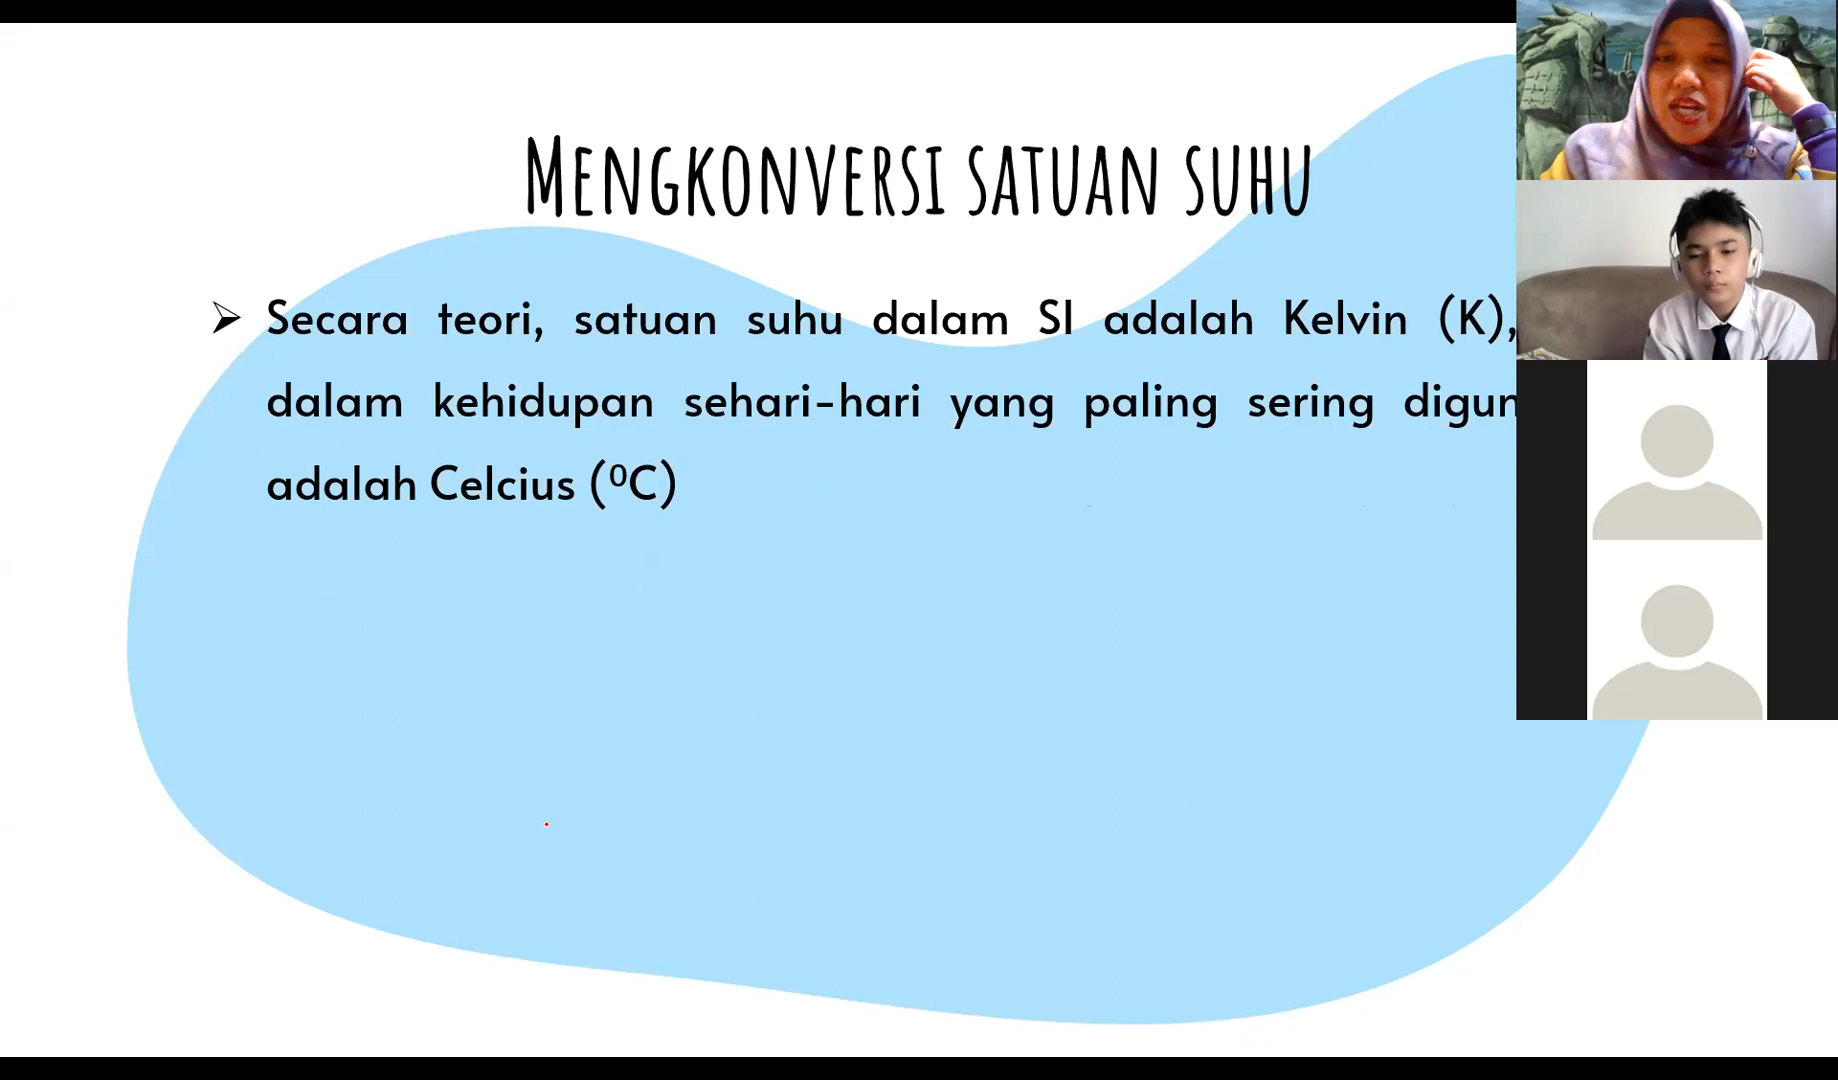 MENGKONVERSI SATUAN SUHU
➢ Secara teori, satuan suhu dalam SI adalah Kelvin (K),
dalam kehidupan sehari-hari yang paling sering
adalah Celcius (⁰C)